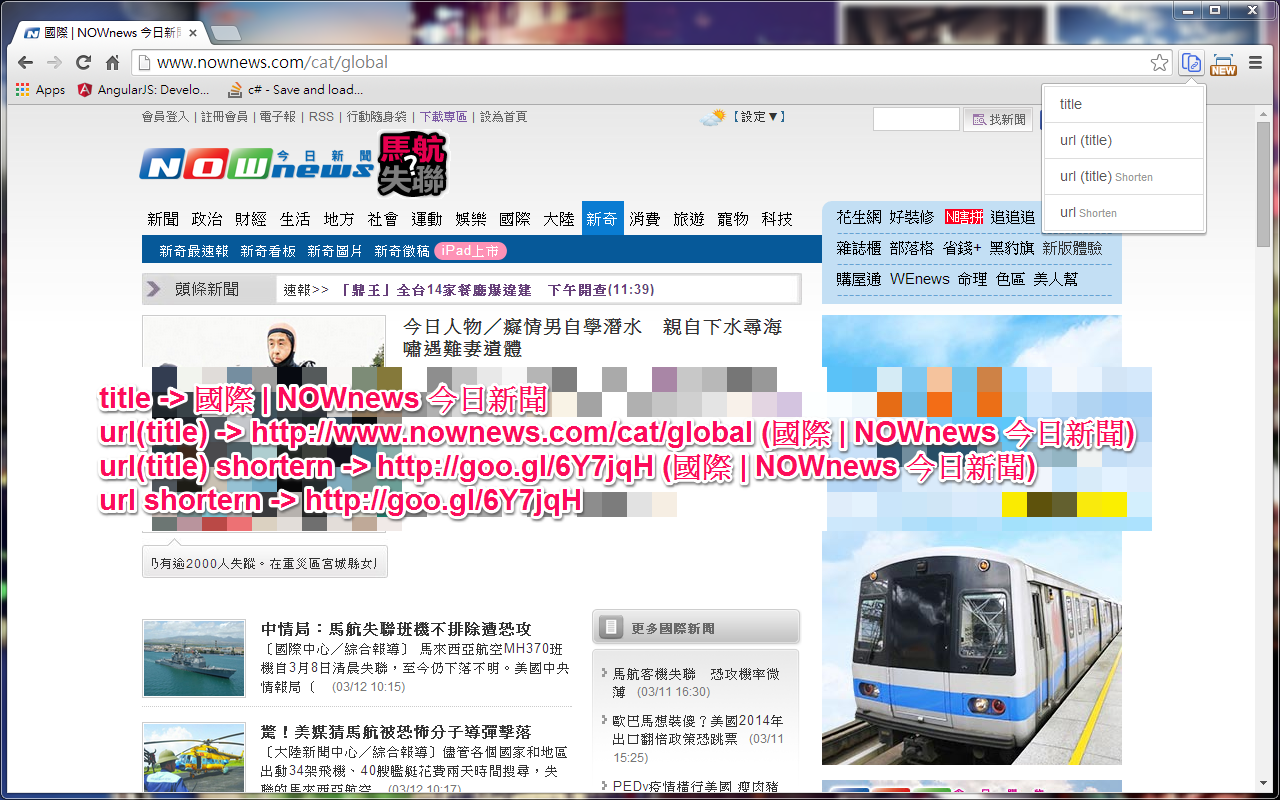 國際 | NOWnews 今日新
www.nownews.com/cat/global
NEW
Apps AngularJS: Develo... c# - Save and load...
title
url (title)
url (title) Shorten
url Shorten
會員登入 | 註冊會員 | 電子報 | RSS | 行動隨身袋 | 下載專區 | 設為首頁
【設定▼】
找新聞
NOWnews 今日新聞
馬航失聯?
新聞 政治 財經 生活 地方 社會 運動 娛樂 國際 大陸 新奇 消費 旅遊 寵物 科技
新奇最速報 新奇看板 新奇圖片 新奇徵稿 iPad上市
花生網 好裝修 N瞎拼 追追追
雜誌櫃 部落格 省錢+ 黑豹旗 新版體驗
購屋通 WEnews 命理 色區 美人幫
頭條新聞
速報>> 「鼎王」全台14家餐廳爆違建 下午開查(11:39)
今日人物／癡情男自學潛水 親自下水尋海
嘯遇難妻遺體
title -> 國際 | NOWnews 今日新聞
url(title) -> http://www.nownews.com/cat/global (國際 | NOWnews 今日新聞)
url(title) shortern -> http://goo.gl/6Y7jqH (國際 | NOWnews 今日新聞)
url shortern -> http://goo.gl/6Y7jqH
乃有逾2000人失蹤。在重災區宮城縣女
中情局：馬航失聯班機不排除遭恐攻
〔國際中心／綜合報導〕 馬來西亞航空MH370班
機自3月8日清晨失聯，至今仍下落不明。美國中央
情報局〔 (03/12 10:15)
驚！美媒猜馬航被恐怖分子導彈擊落
〔大陸新聞中心／綜合報導〕儘管各個國家和地區
出動34架飛機、40艘艦艇花費兩天時間搜尋，失
聯的馬來西亞航空 (03/12 10:17)
更多國際新聞
馬航客機失聯 恐攻機率微
薄 (03/11 16:30)
歐巴馬想裝傻？美國2014年
出口翻倍政策恐跳票 (03/11
15:25)
PEDv疫情橫行美國 瘦肉豬